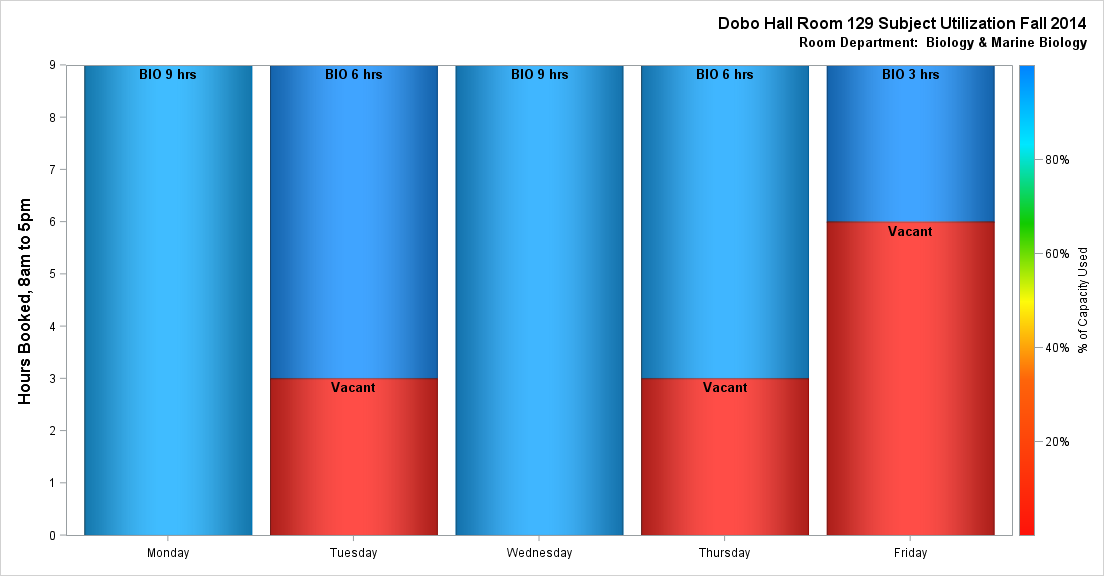 Dobo Hall Room 129 Subject Utilization Fall 2014
Room Department: Biology & Marine Biology
Hours Booked, 8am to 5pm
9
8
7
6
5
4
3
2
1
0
BIO 9 hrs
BIO 6 hrs
BIO 9 hrs
BIO 6 hrs
BIO 3 hrs
Vacant
Vacant
Vacant
Monday
Tuesday
Wednesday
Thursday
Friday
80%
60%
40%
20%
% of Capacity Used